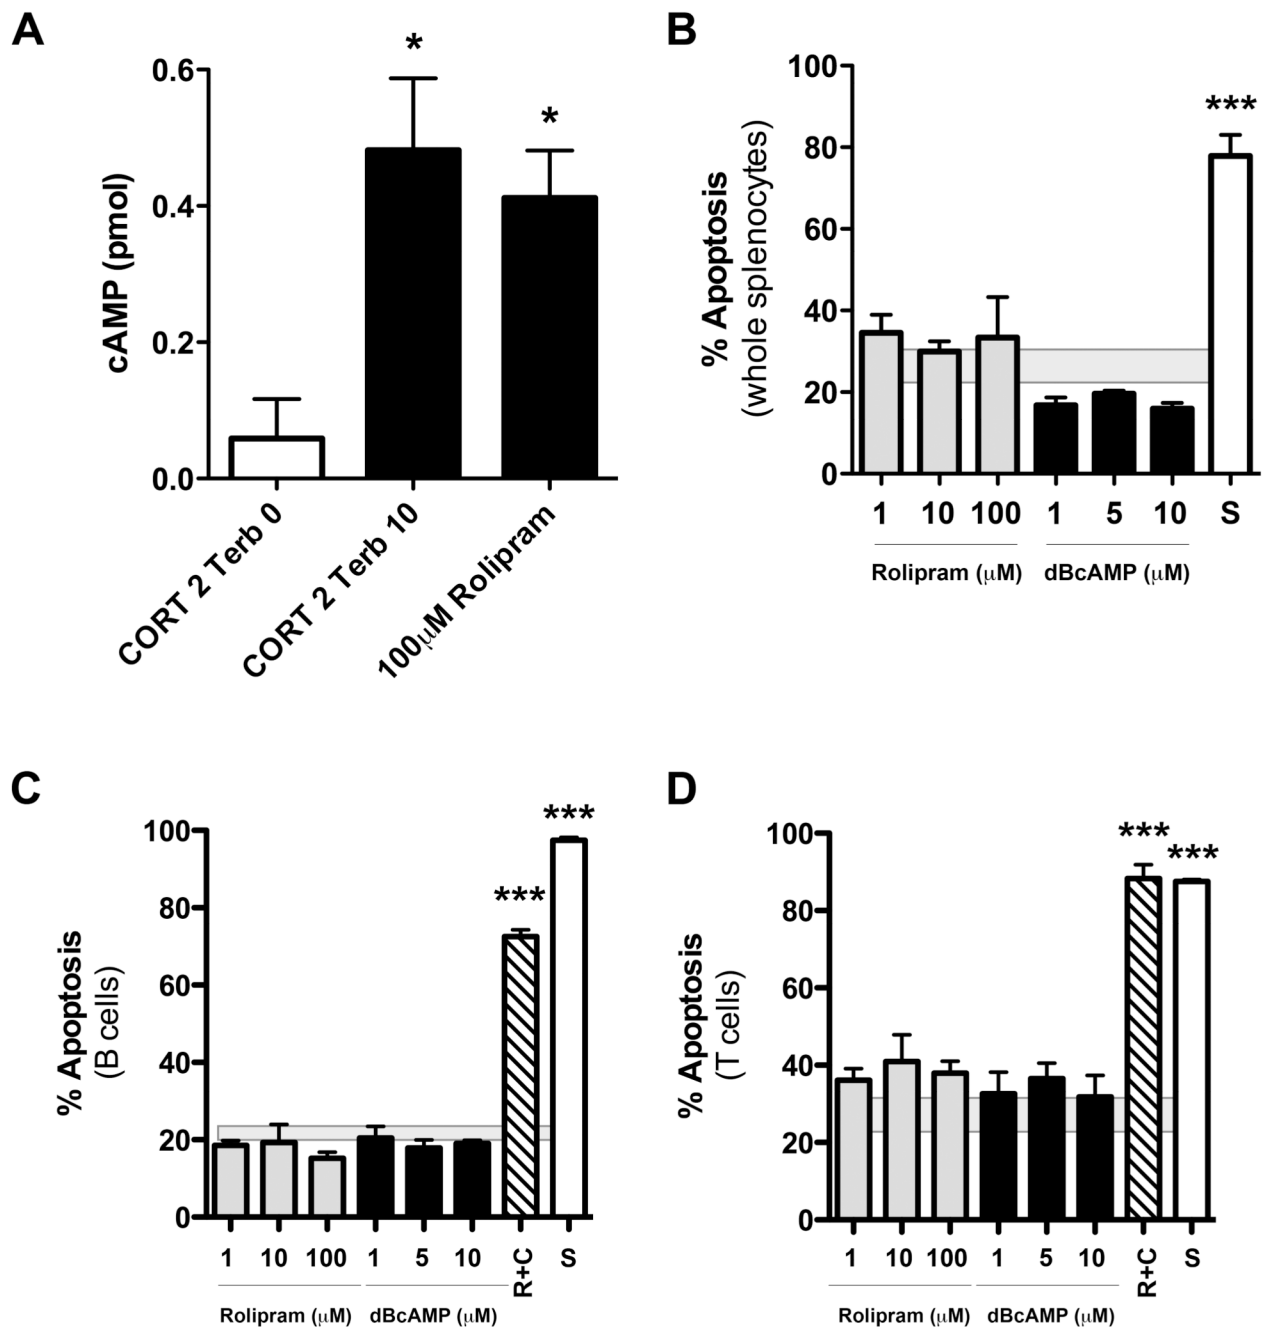 A
cAMP (pmol)
0.6
0.4
0.2
0.0
*
*
CORT 2 Terb 0
CORT 2 Terb 10
100μM Rolipram
B
% Apoptosis
(whole splenocytes)
100
80
60
40
20
0
***
1 10 100 1 5 10 S
Rolipram (μM) dBcAMP (μM)
C
% Apoptosis
(B cells)
100
80
60
40
20
0
***
***
1 10 100 1 5 10 R+C S
Rolipram (μM) dBcAMP (μM)
D
% Apoptosis
(T cells)
100
80
60
40
20
0
***
***
1 10 100 1 5 10 R+C S
Rolipram (μM) dBcAMP (μM)